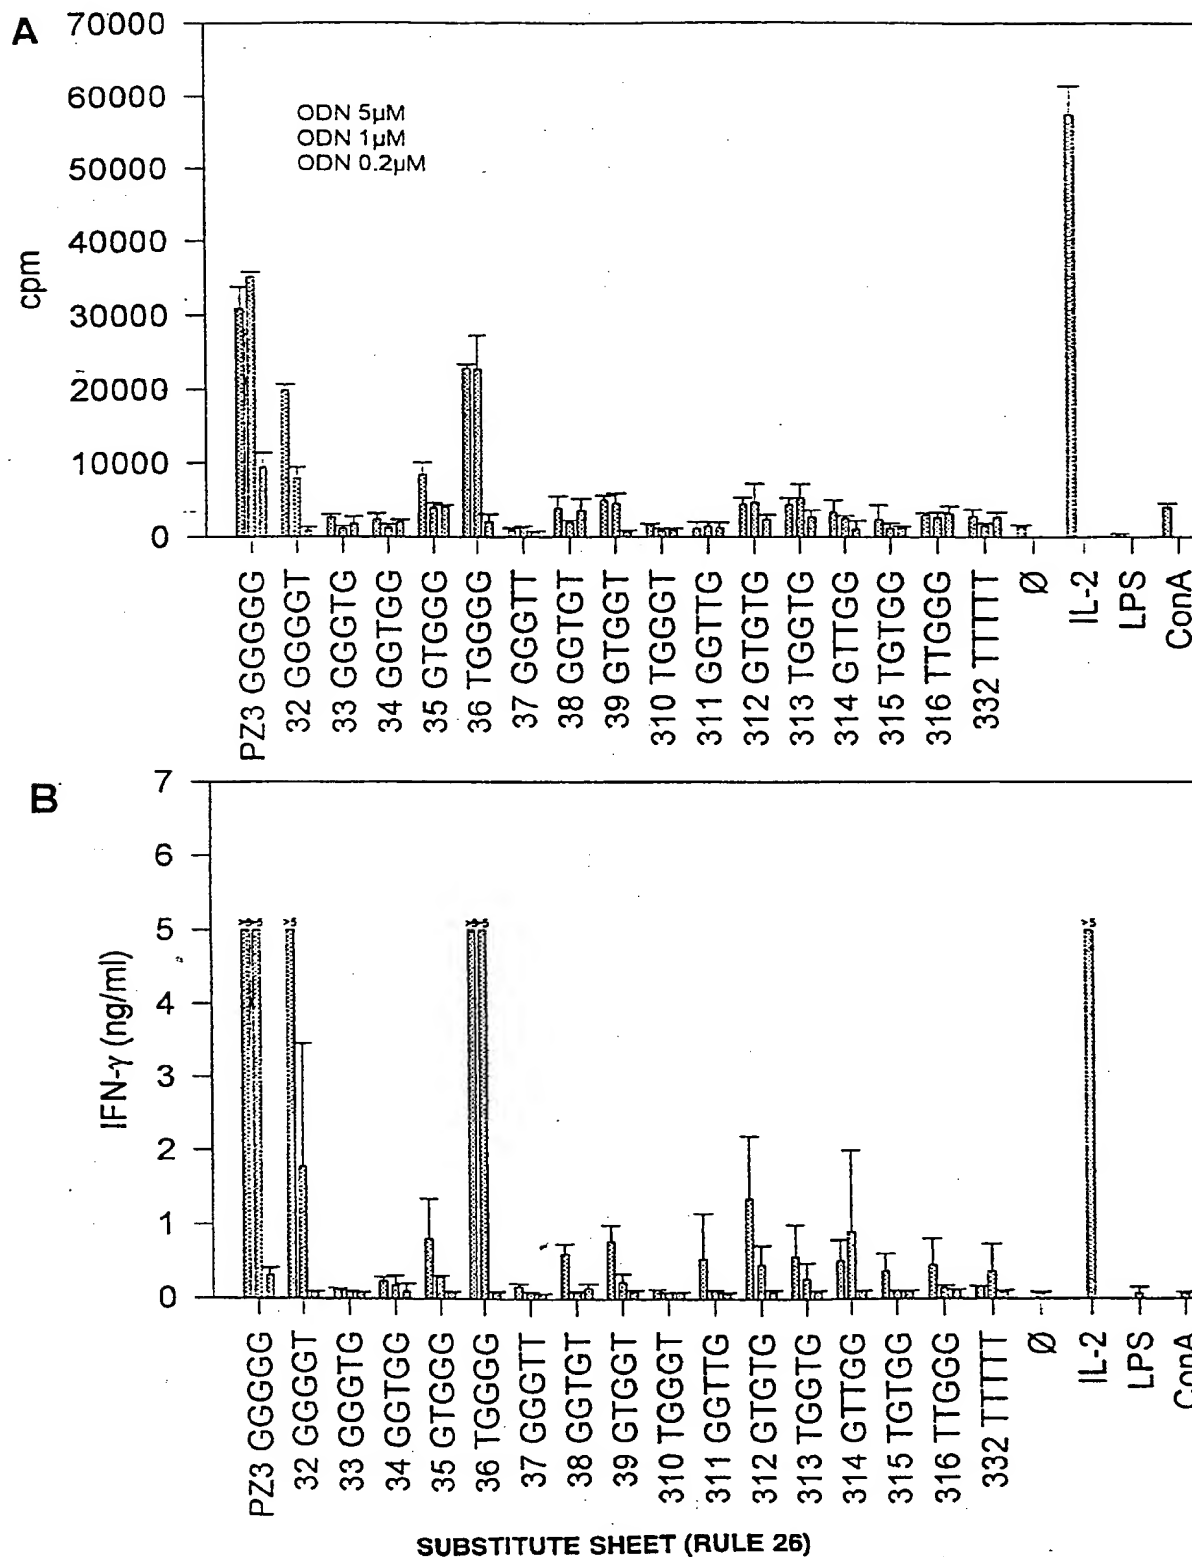 A
70000
60000
50000
40000
30000
20000
10000
0
cpm
ODN 5µM
ODN 1µM
ODN 0.2µM
PZ3 GGGGG
32 GGGGT
33 GGGTG
34 GGTGG
35 GTGGG
36 TGGGG
37 GGGTT
38 GGTGT
39 GTGGT
310 TGGGT
311 GGTTG
312 GTGTG
313 TGGTG
314 GTTGG
315 TGTGG
316 TTGGG
332 TTTTT
Ø
IL-2
LPS
ConA
B
7
6
5
4
3
2
1
0
IFN-γ (ng/ml)
>5
>5
>5
>5
>5
>5
PZ3 GGGGG
32 GGGGT
33 GGGTG
34 GGTGG
35 GTGGG
36 TGGGG
37 GGGTT
38 GGTGT
39 GTGGT
310 TGGGT
311 GGTTG
312 GTGTG
313 TGGTG
314 GTTGG
315 TGTGG
316 TTGGG
332 TTTTT
Ø
IL-2
LPS
ConA
SUBSTITUTE SHEET (RULE 26)